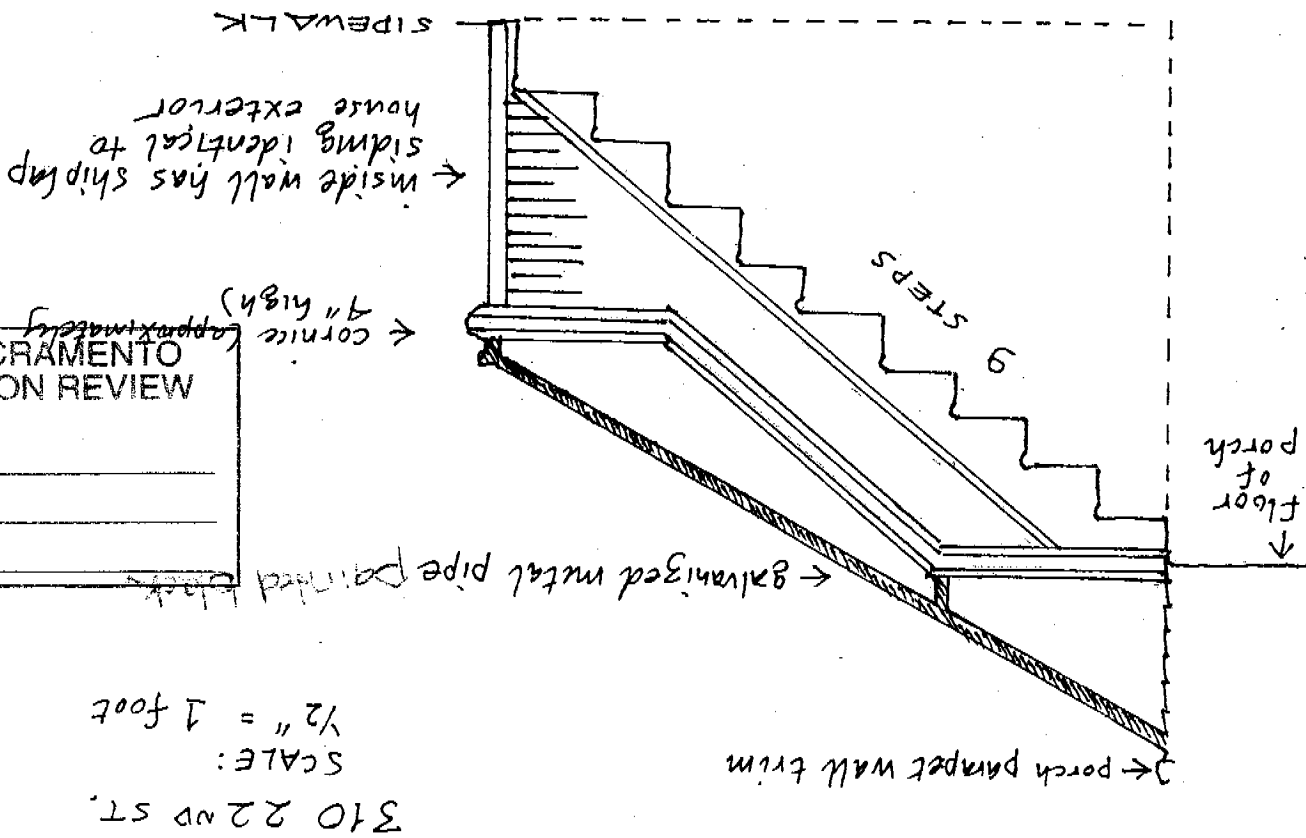 310 22ND ST.
SCALE:
1/2" = 1 foot
porch parapet wall trim
galvanized metal pipe painted black
floor
of
porch
9 STEPS
cornice (approximately
4" high)
inside wall has shiplap
siding identical to
house exterior
SIDEWALK
CRAMENTO
ON REVIEW